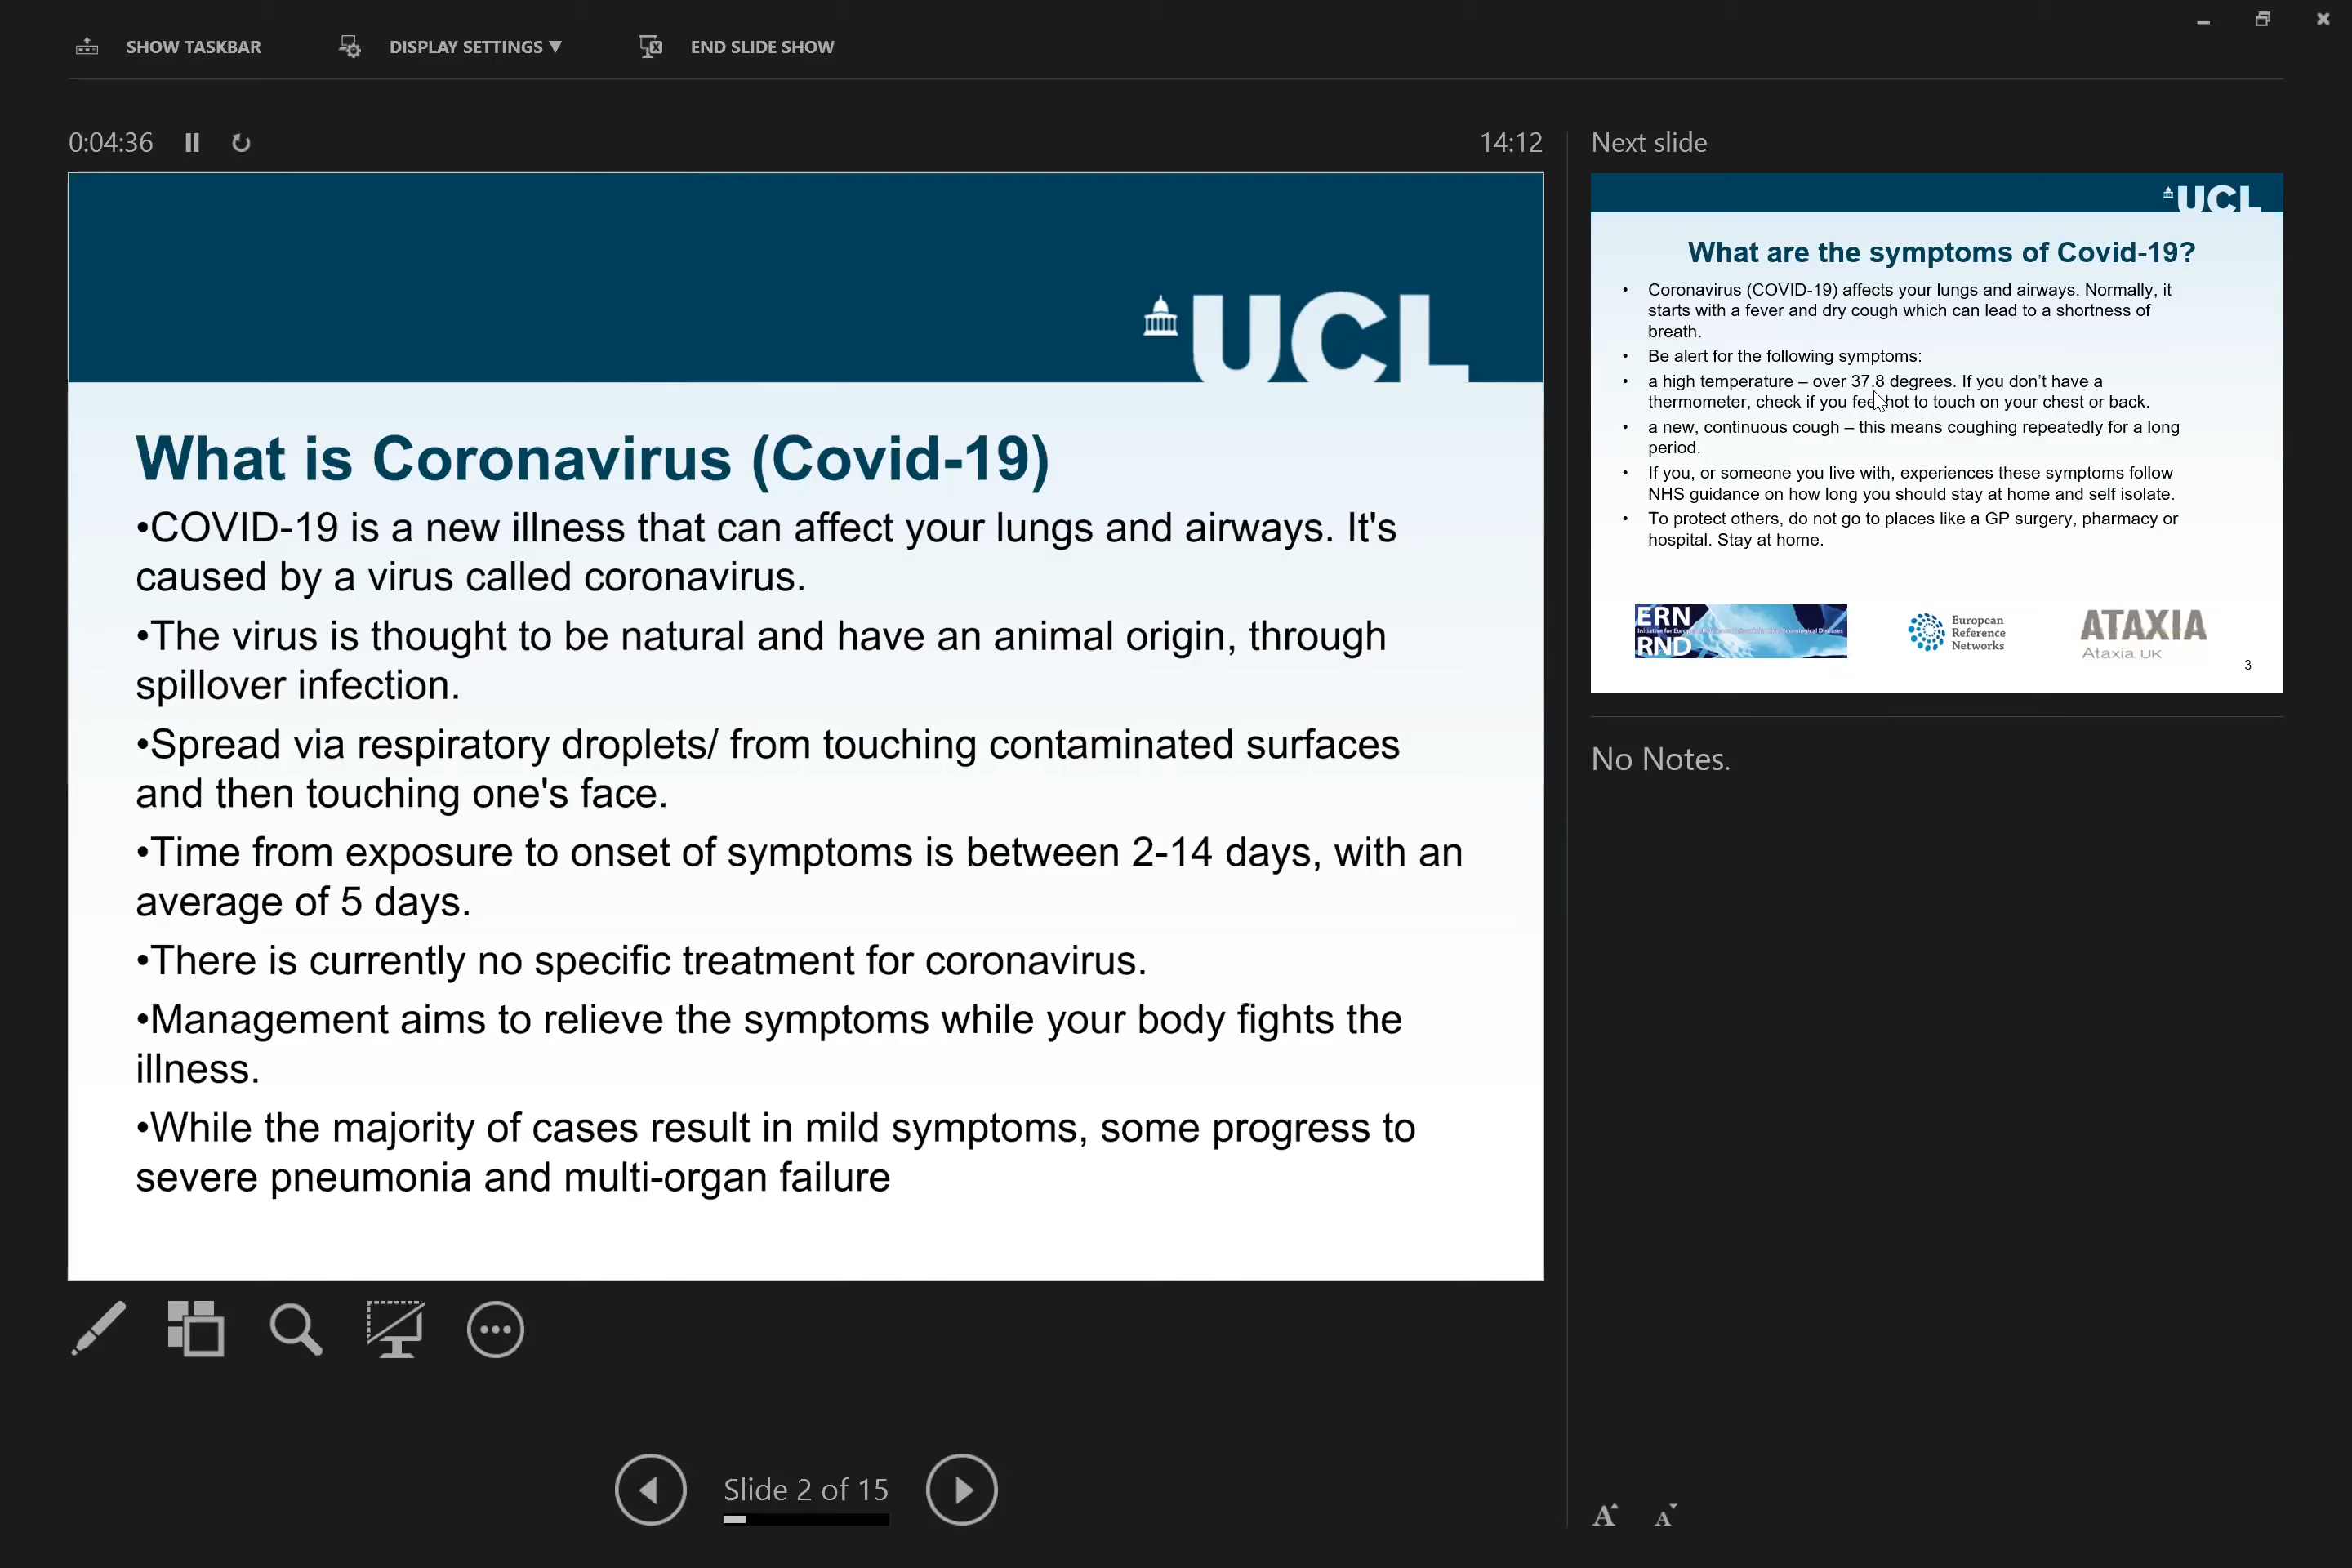 SHOW TASKBAR
DISPLAY SETTINGS ▼
END SLIDE SHOW
0:04:36
14:12
UCL
What is Coronavirus (Covid-19)
•COVID-19 is a new illness that can affect your lungs and airways. It's
caused by a virus called coronavirus.
•The virus is thought to be natural and have an animal origin, through
spillover infection.
•Spread via respiratory droplets/ from touching contaminated surfaces
and then touching one's face.
•Time from exposure to onset of symptoms is between 2-14 days, with an
average of 5 days.
•There is currently no specific treatment for coronavirus.
•Management aims to relieve the symptoms while your body fights the
illness.
•While the majority of cases result in mild symptoms, some progress to
severe pneumonia and multi-organ failure
Slide 2 of 15
Next slide
UCL
What are the symptoms of Covid-19?
• Coronavirus (COVID-19) affects your lungs and airways. Normally, it
starts with a fever and dry cough which can lead to a shortness of
breath.
• Be alert for the following symptoms:
• a high temperature – over 37.8 degrees. If you don't have a
thermometer, check if you feel hot to touch on your chest or back.
• a new, continuous cough – this means coughing repeatedly for a long
period.
• If you, or someone you live with, experiences these symptoms follow
NHS guidance on how long you should stay at home and self isolate.
• To protect others, do not go to places like a GP surgery, pharmacy or
hospital. Stay at home.
ERN
RND
European
Reference
Networks
ATAXIA
Ataxia UK
3
No Notes.
A A